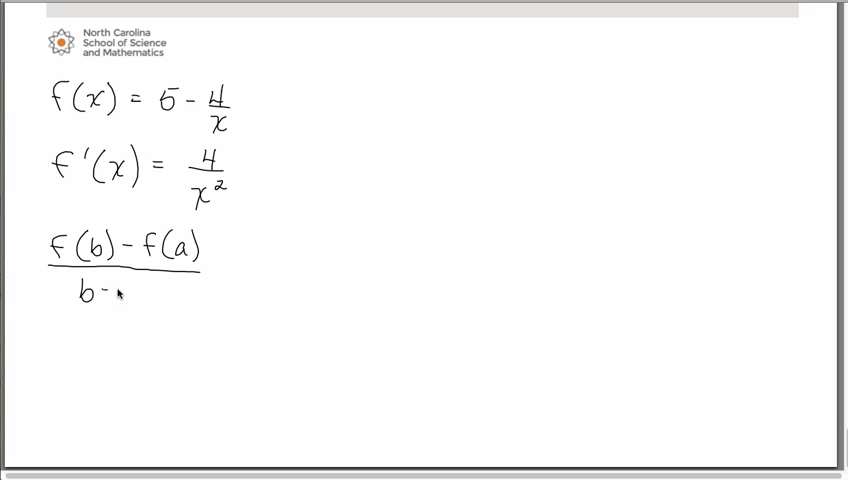 North Carolina
School of Science
and Mathematics
f(x) = 5 - 4/x
f'(x) = 4/x²
f(b) - f(a)
b -